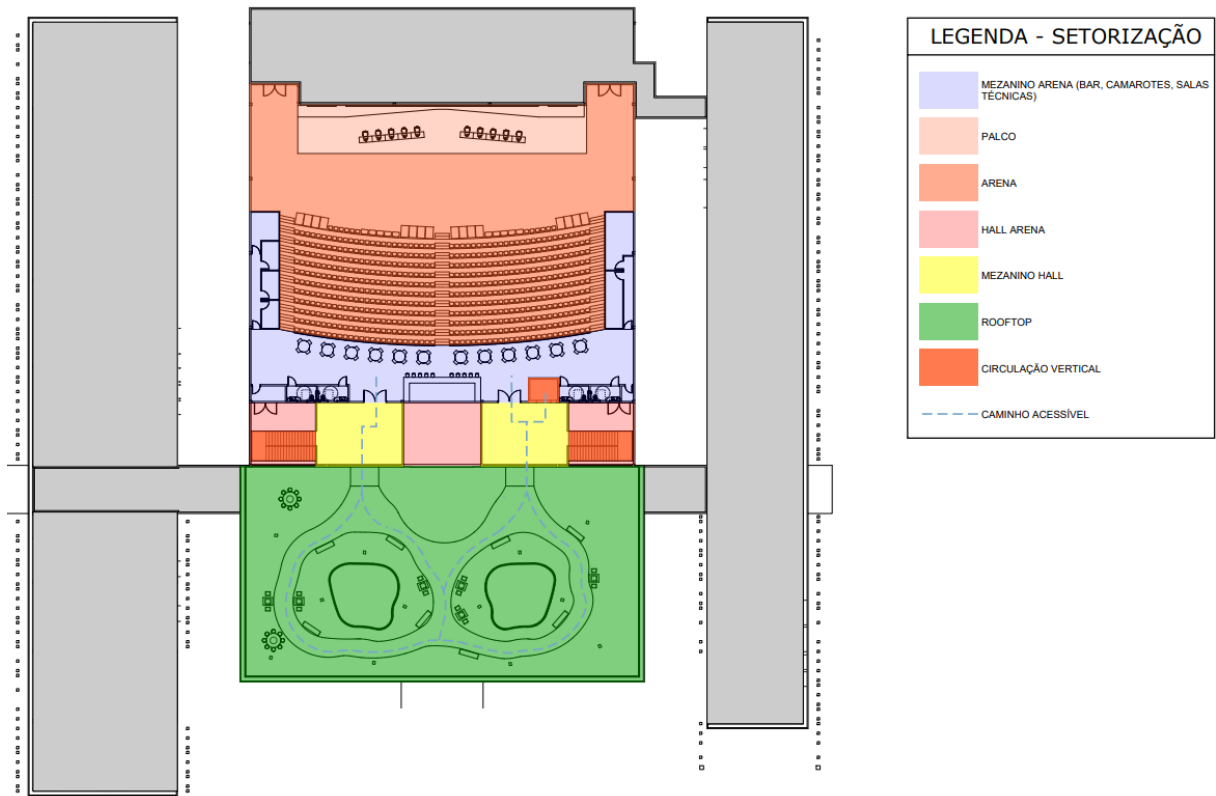 LEGENDA - SETORIZAÇÃO
MEZANINO ARENA (BAR, CAMAROTES, SALAS
TÉCNICAS)
PALCO
ARENA
HALL ARENA
MEZANINO HALL
ROOFTOP
CIRCULAÇÃO VERTICAL
CAMINHO ACESSÍVEL